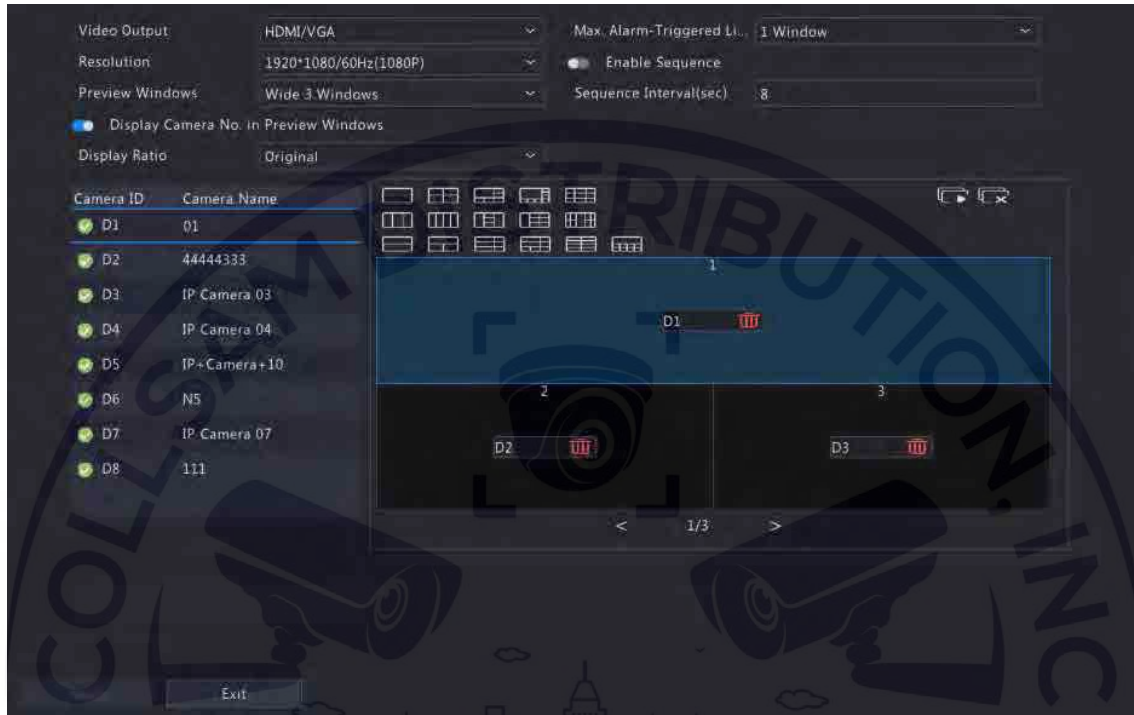 Video Output HDMI/VGA Max. Alarm-Triggered Li... 1 Window
Resolution 1920*1080/60Hz(1080P) Enable Sequence
Preview Windows Wide 3 Windows Sequence Interval(sec) 8
Display Camera No. in Preview Windows
Display Ratio Original
Camera ID Camera Name
D1 01
D2 44444333
D3 IP Camera 03
D4 IP Camera 04
D5 IP+Camera+10
D6 N5
D7 IP Camera 07
D8 111
1
D1
2 3
D2 D3
< 1/3 >
Exit
COLLSAM DISTRIBUTION, INC